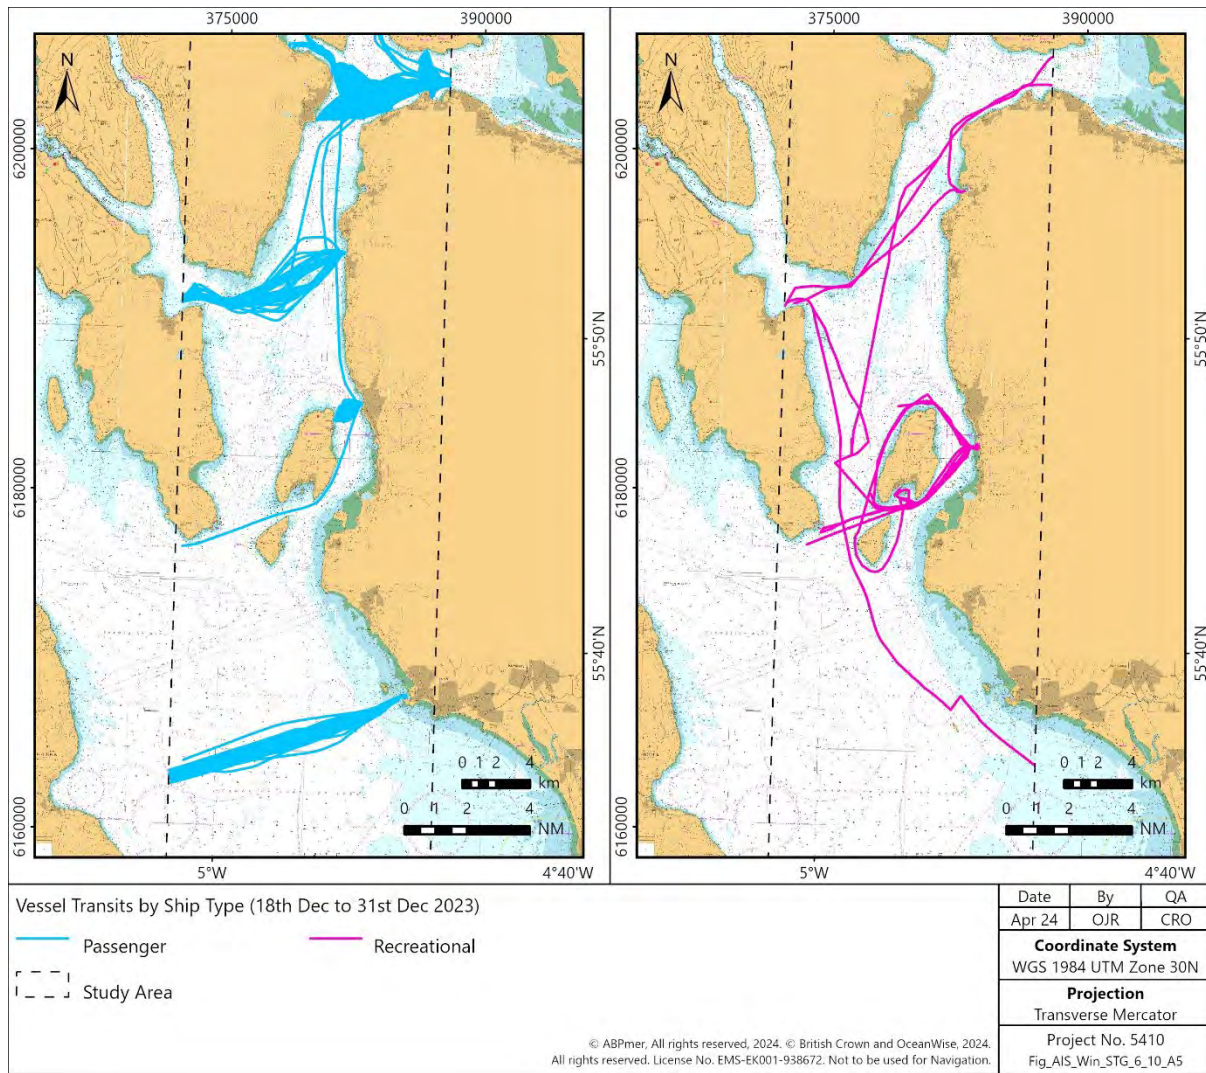 375000 390000 375000 390000
N N
6200000 6200000
55°50'N 55°50'N
6180000 6180000
55°40'N 55°40'N
0 1 2 4 0 1 2 4
km km
0 1 2 4 0 1 2 4
NM NM
6160000 6160000
5°W 4°40'W 5°W 4°40'W
Vessel Transits by Ship Type (18th Dec to 31st Dec 2023)
Passenger Recreational
Study Area
Date By QA
Apr 24 OJR CRO
Coordinate System
WGS 1984 UTM Zone 30N
Projection
Transverse Mercator
Project No. 5410
Fig_AIS_Win_STG_6_10_A5
© ABPmer, All rights reserved, 2024. © British Crown and OceanWise, 2024.
All rights reserved. License No. EMS-EK001-938672. Not to be used for Navigation.